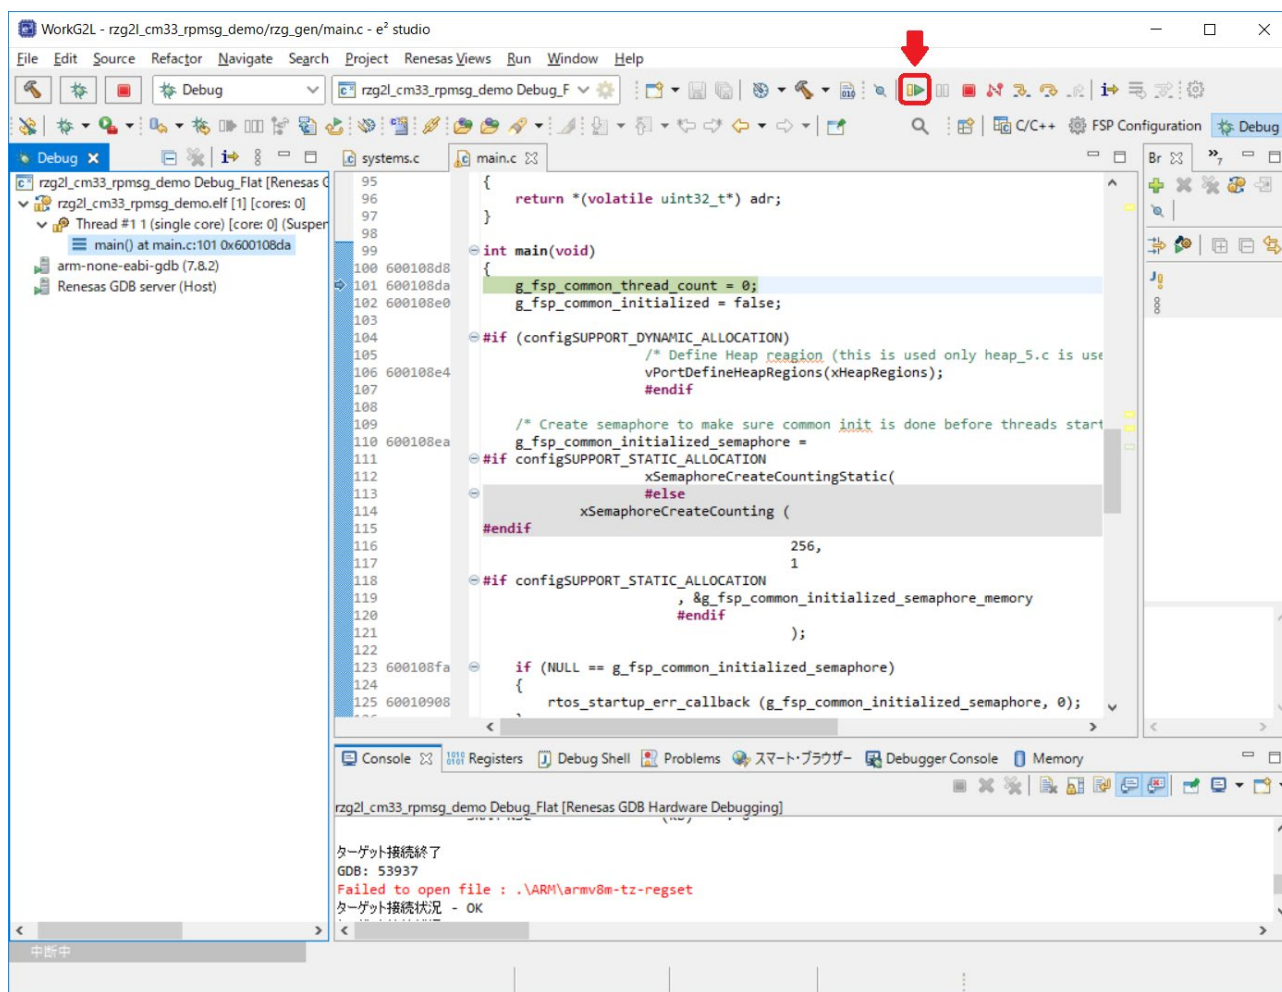 WorkG2L - rzg2l_cm33_rpmsg_demo/rzg_gen/main.c - e² studio
File Edit Source Refactor Navigate Search Project Renesas Views Run Window Help
Debug
rzg2l_cm33_rpmsg_demo Debug_F
C/C++
FSP Configuration
Debug
Debug
rzg2l_cm33_rpmsg_demo Debug_Flat [Renesas G
rzg2l_cm33_rpmsg_demo.elf [1] [cores: 0]
Thread #1 1 (single core) [core: 0] (Susper
main() at main.c:101 0x600108da
arm-none-eabi-gdb (7.8.2)
Renesas GDB server (Host)
systems.c
main.c
95 {
96 return *(volatile uint32_t*) adr;
97 }
98
99 int main(void)
100 600108d8 {
101 600108da g_fsp_common_thread_count = 0;
102 600108e0 g_fsp_common_initialized = false;
103
104 #if (configSUPPORT_DYNAMIC_ALLOCATION)
105 /* Define Heap reagion (this is used only heap_5.c is use
106 600108e4 vPortDefineHeapRegions(xHeapRegions);
107 #endif
108
109 /* Create semaphore to make sure common init is done before threads start
110 600108ea g_fsp_common_initialized_semaphore =
111 #if configSUPPORT_STATIC_ALLOCATION
112 xSemaphoreCreateCountingStatic(
113 #else
114 xSemaphoreCreateCounting (
115 #endif
116 256,
117 1
118 #if configSUPPORT_STATIC_ALLOCATION
119 , &g_fsp_common_initialized_semaphore_memory
120 #endif
121 );
122
123 600108fa if (NULL == g_fsp_common_initialized_semaphore)
124 {
125 60010908 rtos_startup_err_callback (g_fsp_common_initialized_semaphore, 0);
Br
7
Console
Registers
Debug Shell
Problems
スマート・ブラウザー
Debugger Console
Memory
rzg2l_cm33_rpmsg_demo Debug_Flat [Renesas GDB Hardware Debugging]
ターゲット接続終了
GDB: 53937
Failed to open file : .\ARM\armv8m-tz-regset
ターゲット接続状況 - OK
中断中